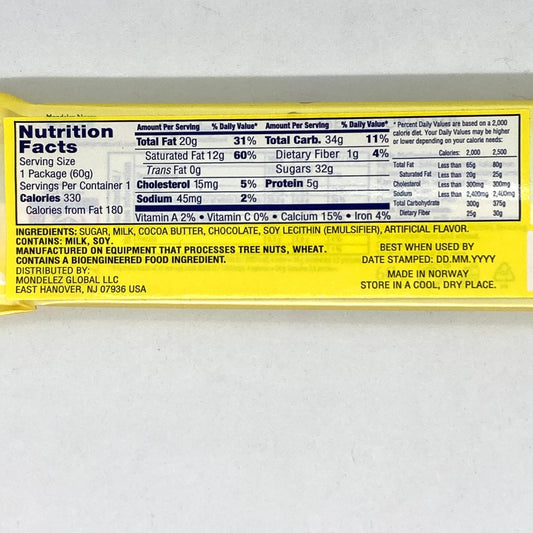 Mondelez Norge
Nutrition
Facts
Serving Size
1 Package (60g)
Servings Per Container 1
Calories 330
Calories from Fat 180
Amount Per Serving % Daily Value* Amount Per Serving % Daily Value*
Total Fat 20g 31% Total Carb. 34g 11%
Saturated Fat 12g 60% Dietary Fiber 1g 4%
Trans Fat 0g Sugars 32g
Cholesterol 15mg 5% Protein 5g
Sodium 45mg 2%
Vitamin A 2% • Vitamin C 0% • Calcium 15% • Iron 4%
* Percent Daily Values are based on a 2,000
calorie diet. Your Daily Values may be higher
or lower depending on your calorie needs:
Calories: 2,000 2,500
Total Fat Less than 65g 80g
Saturated Fat Less than 20g 25g
Cholesterol Less than 300mg 300mg
Sodium Less than 2,400mg 2,400mg
Total Carbohydrate 300g 375g
Dietary Fiber 25g 30g
INGREDIENTS: SUGAR, MILK, COCOA BUTTER, CHOCOLATE, SOY LECITHIN (EMULSIFIER), ARTIFICIAL FLAVOR.
CONTAINS: MILK, SOY.
MANUFACTURED ON EQUIPMENT THAT PROCESSES TREE NUTS, WHEAT.
CONTAINS A BIOENGINEERED FOOD INGREDIENT.
DISTRIBUTED BY:
MONDELEZ GLOBAL LLC
EAST HANOVER, NJ 07936 USA
BEST WHEN USED BY
DATE STAMPED: DD.MM.YYYY
MADE IN NORWAY
STORE IN A COOL, DRY PLACE.